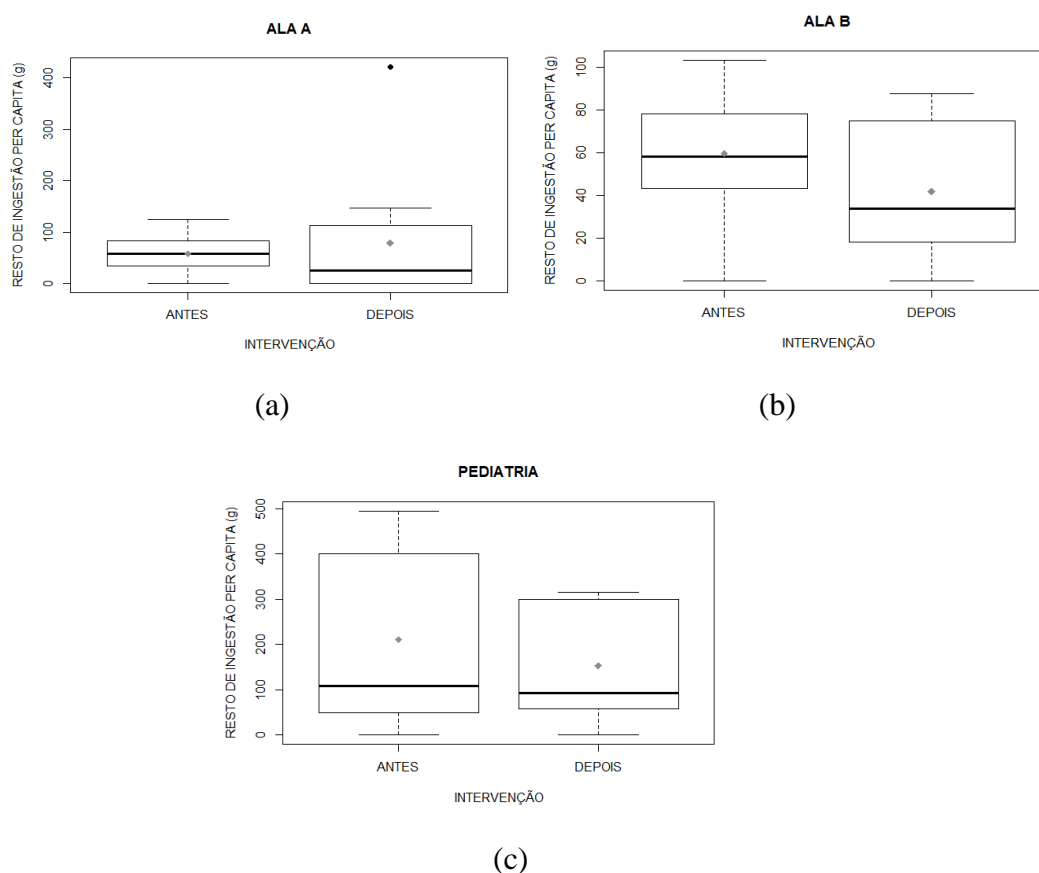 ALA A
RESTO DE INGESTÃO PER CAPITA (g)
400
300
200
100
0
ANTES
DEPOIS
INTERVENÇÃO
(a)
ALA B
RESTO DE INGESTÃO PER CAPITA (g)
100
80
60
40
20
0
ANTES
DEPOIS
INTERVENÇÃO
(b)
PEDIATRIA
RESTO DE INGESTÃO PER CAPITA (g)
500
400
300
200
100
0
ANTES
DEPOIS
INTERVENÇÃO
(c)